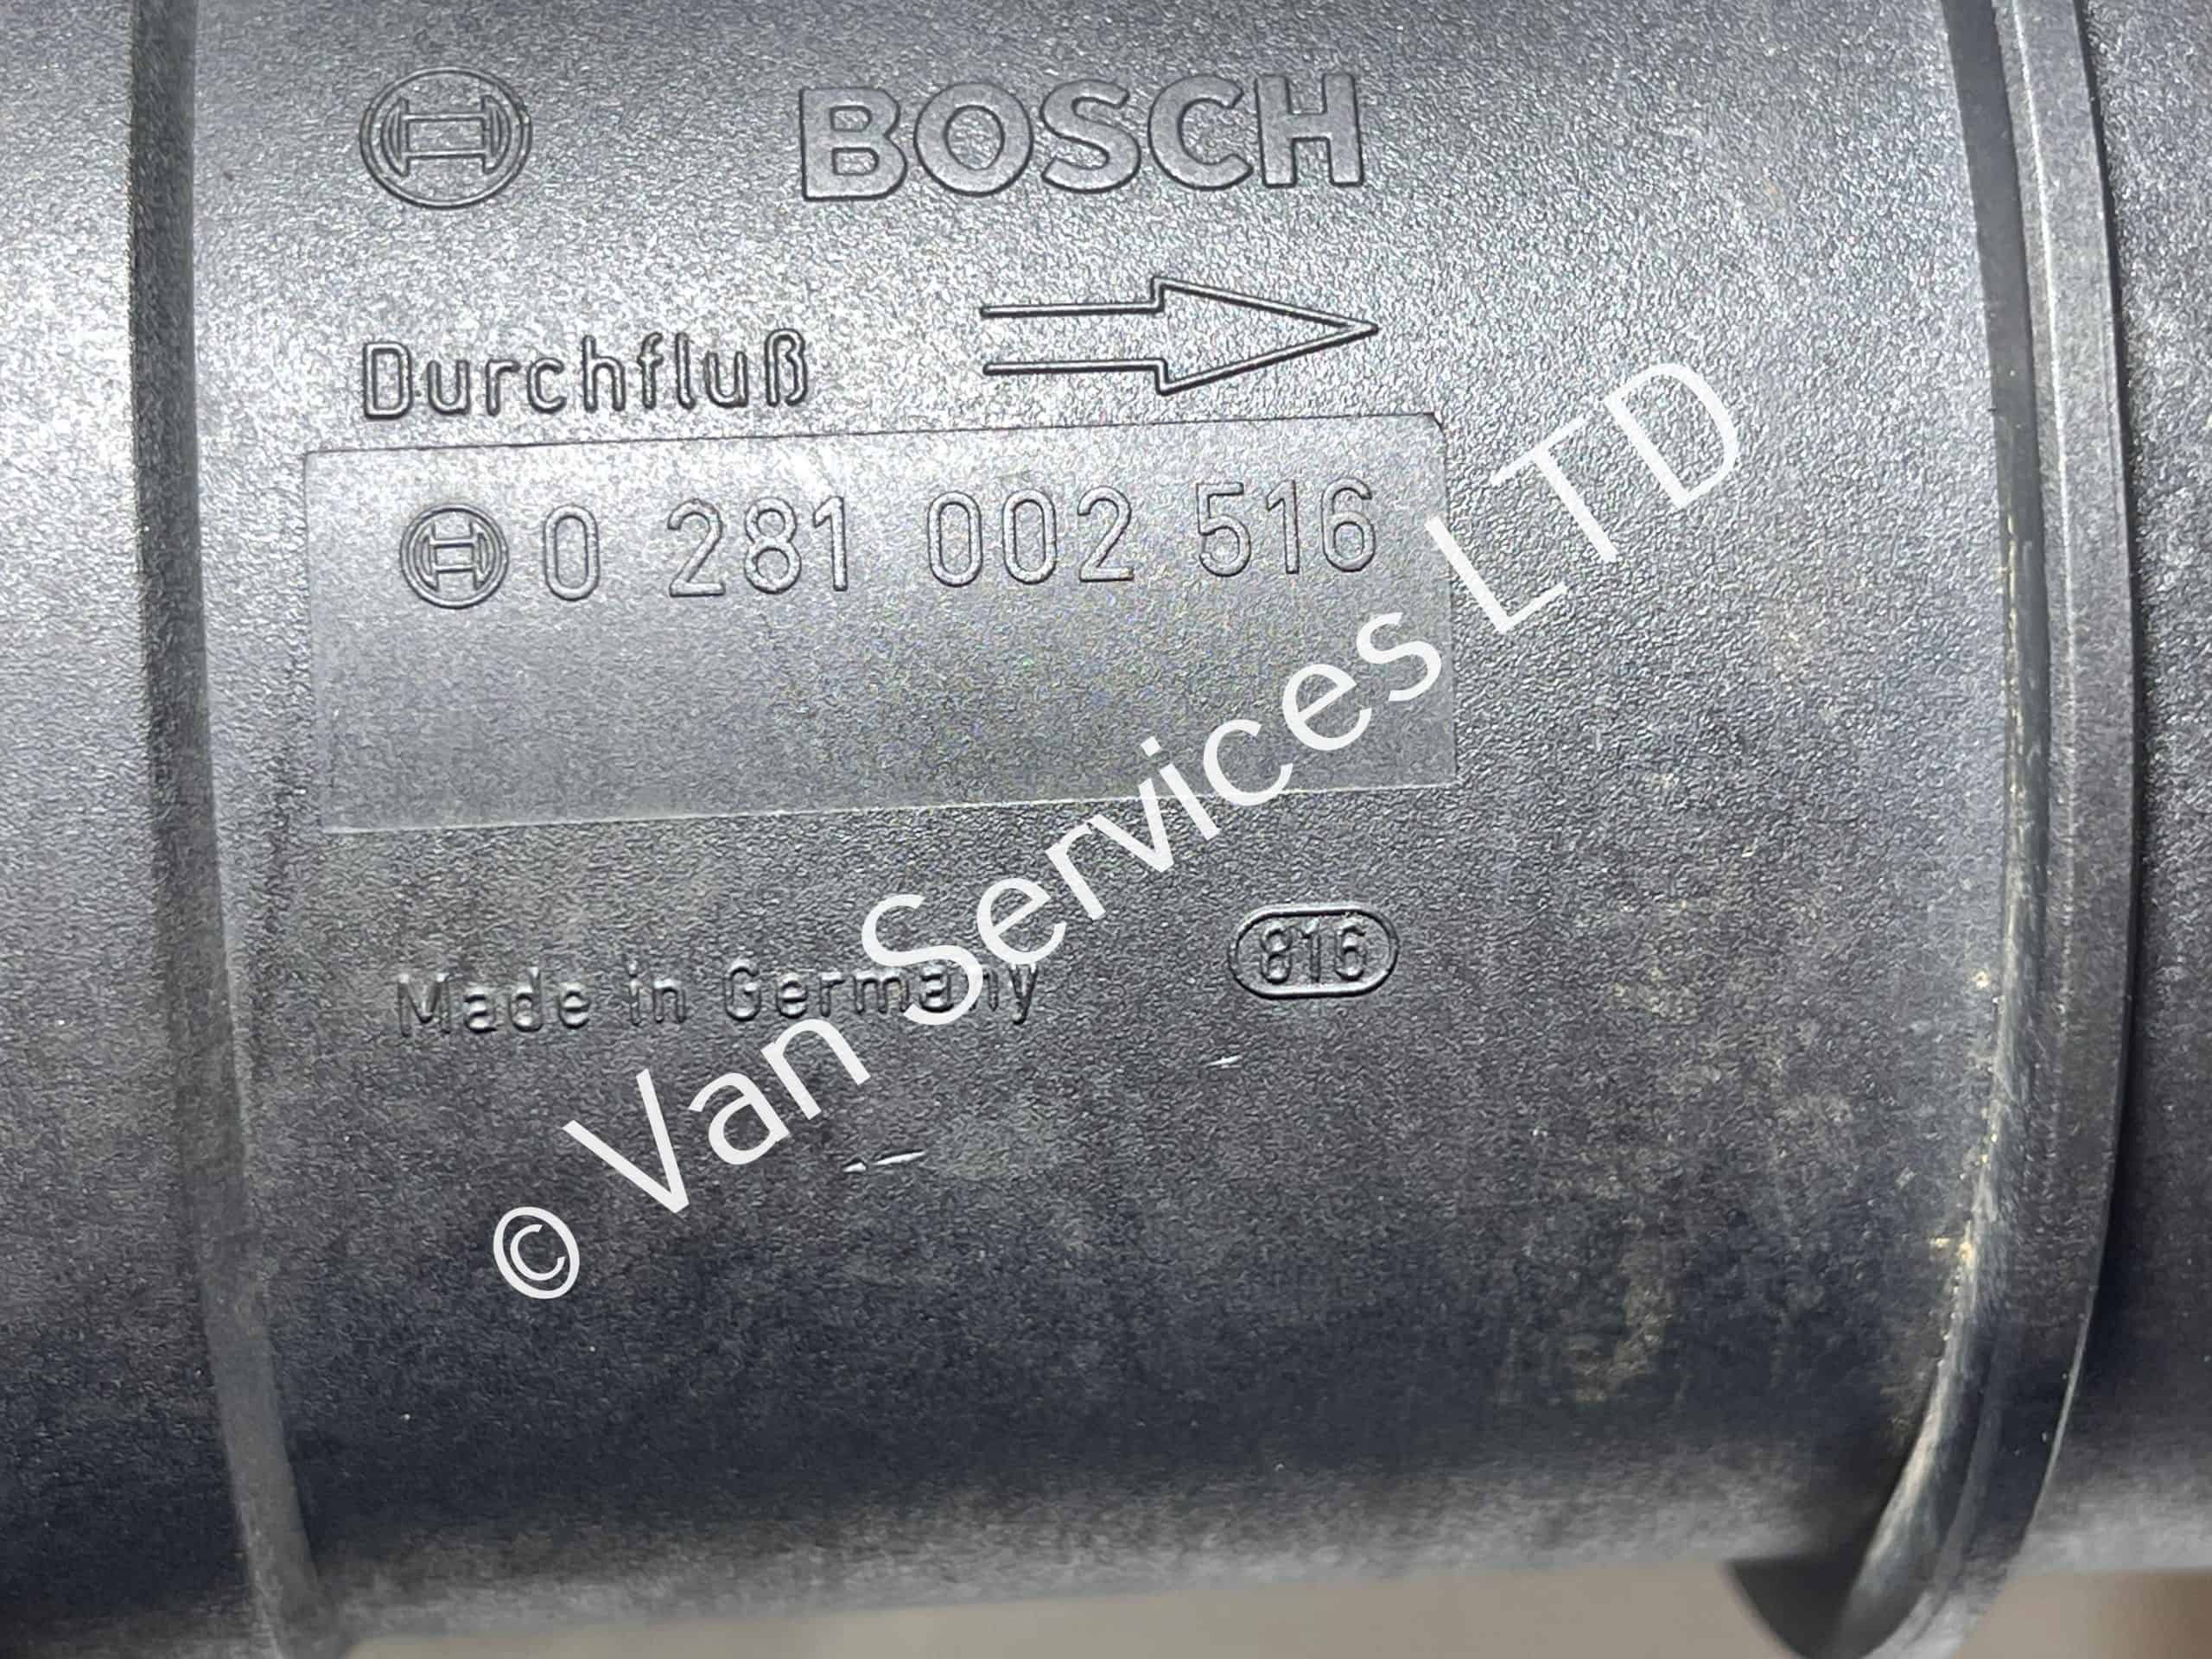 BOSCH
Durchfluß
0 281 002 516
Made in Germany
816
© Van Services LTD